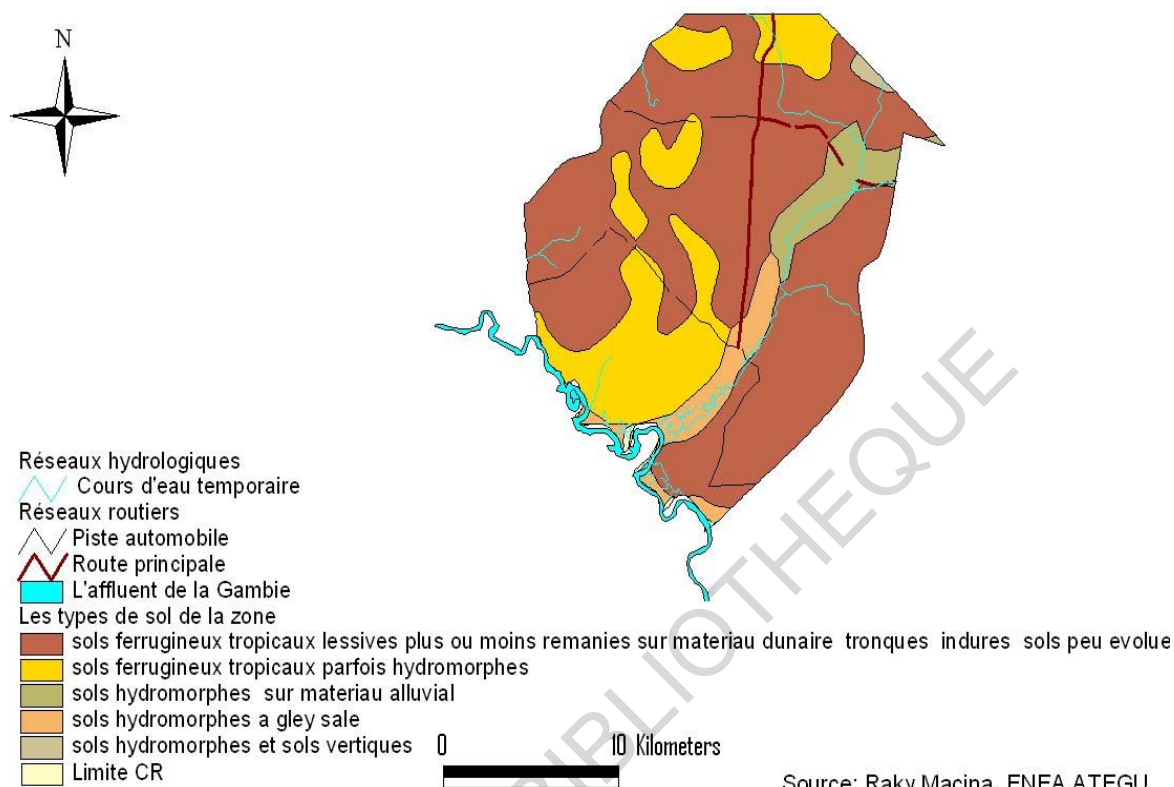 N
Réseaux hydrologiques
Cours d'eau temporaire
Réseaux routiers
Piste automobile
Route principale
L'affluent de la Gambie
Les types de sol de la zone
sols ferrugineux tropicaux lessives plus ou moins remanies sur materiau dunaire tronques indures sols peu evolue
sols ferrugineux tropicaux parfois hydromorphes
sols hydromorphes sur materiau alluvial
sols hydromorphes a gley sale
sols hydromorphes et sols vertiques
Limite CR
0 10 Kilometers
Source: Raky Macina, ENEA ATEGU
BIBLIOTHEQUE